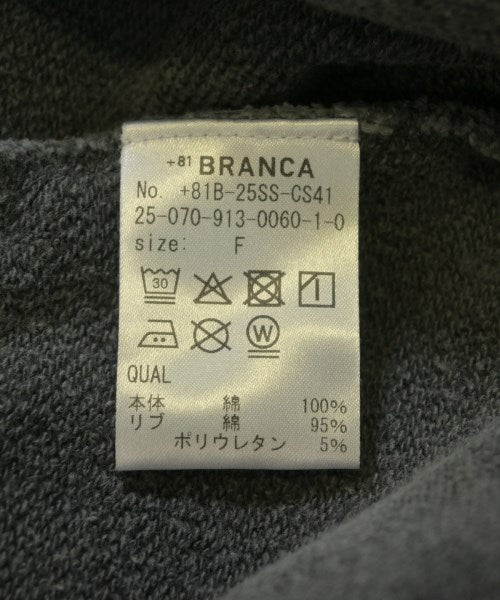 +81 BRANCA
No. +81B-25SS-CS41
25-070-913-0060-1-0
size: F
30
W
QUAL
本体 綿 100%
リブ 綿 95%
ポリウレタン 5%